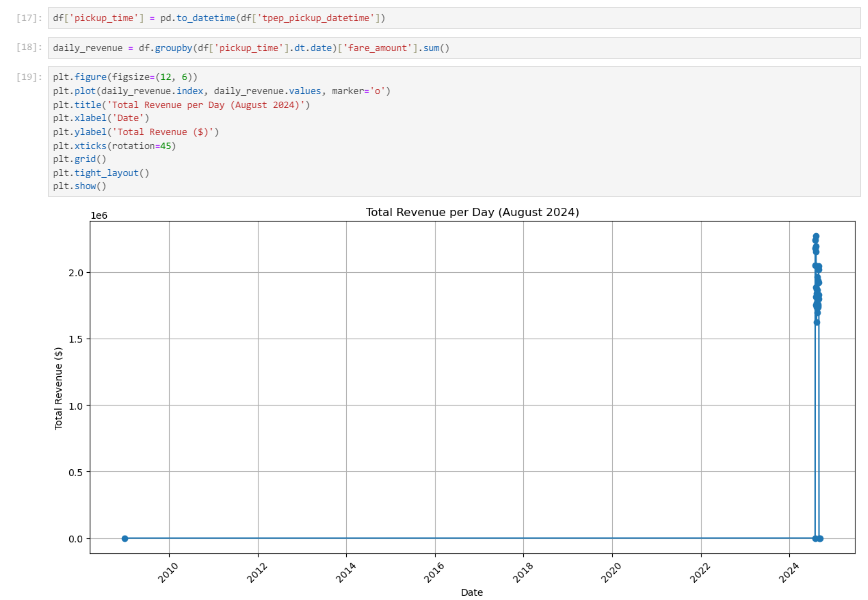 [17]: df['pickup_time'] = pd.to_datetime(df['tpep_pickup_datetime'])
[18]: daily_revenue = df.groupby(df['pickup_time'].dt.date)['fare_amount'].sum()
[19]: plt.figure(figsize=(12, 6))
plt.plot(daily_revenue.index, daily_revenue.values, marker='o')
plt.title('Total Revenue per Day (August 2024)')
plt.xlabel('Date')
plt.ylabel('Total Revenue ($)')
plt.xticks(rotation=45)
plt.grid()
plt.tight_layout()
plt.show()
Total Revenue per Day (August 2024)
1e6
2.0
1.5
1.0
0.5
0.0
Total Revenue ($)
2010
2012
2014
2016
2018
2020
2022
2024
Date